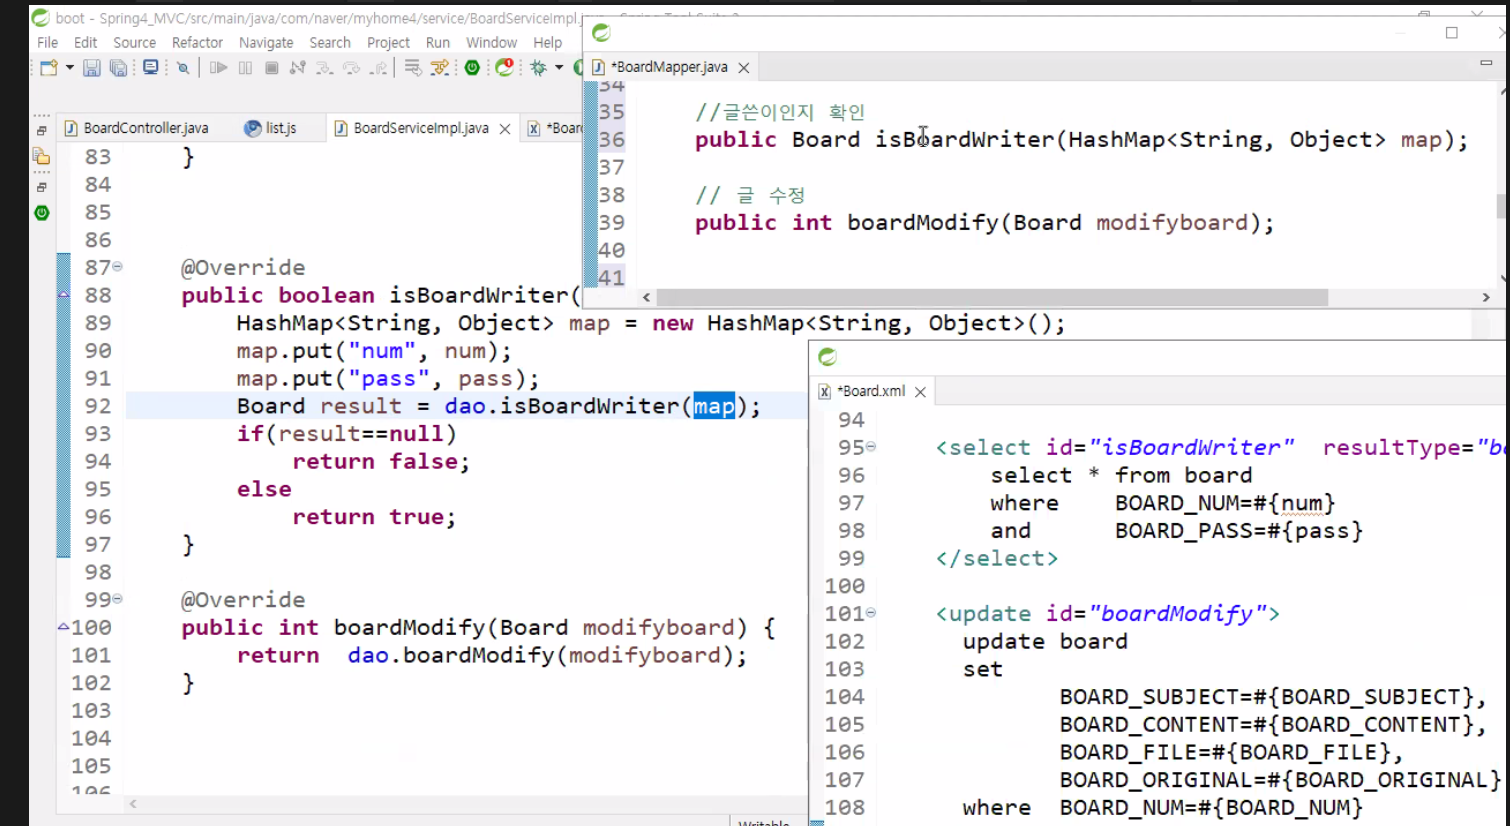 boot - Spring4_MVC/src/main/java/com/naver/myhome4/service/BoardServiceImpl.j
File Edit Source Refactor Navigate Search Project Run Window Help
BoardController.java list.js BoardServiceImpl.java *Boar
83 }
84
85
86
87 @Override
88 public boolean isBoardWriter(
89 HashMap<String, Object> map = new HashMap<String, Object>();
90 map.put("num", num);
91 map.put("pass", pass);
92 Board result = dao.isBoardWriter(map);
93 if(result==null)
94 return false;
95 else
96 return true;
97 }
98
99 @Override
100 public int boardModify(Board modifyboard) {
101 return dao.boardModify(modifyboard);
102 }
103
104
105
106
Writable
*BoardMapper.java
34
35 //글쓴이인지 확인
36 public Board isBoardWriter(HashMap<String, Object> map);
37
38 // 글 수정
39 public int boardModify(Board modifyboard);
40
41
*Board.xml
94
95 <select id="isBoardWriter" resultType="bo
96 select * from board
97 where BOARD_NUM=#{num}
98 and BOARD_PASS=#{pass}
99 </select>
100
101 <update id="boardModify">
102 update board
103 set
104 BOARD_SUBJECT=#{BOARD_SUBJECT},
105 BOARD_CONTENT=#{BOARD_CONTENT},
106 BOARD_FILE=#{BOARD_FILE},
107 BOARD_ORIGINAL=#{BOARD_ORIGINAL}
108 where BOARD_NUM=#{BOARD_NUM}